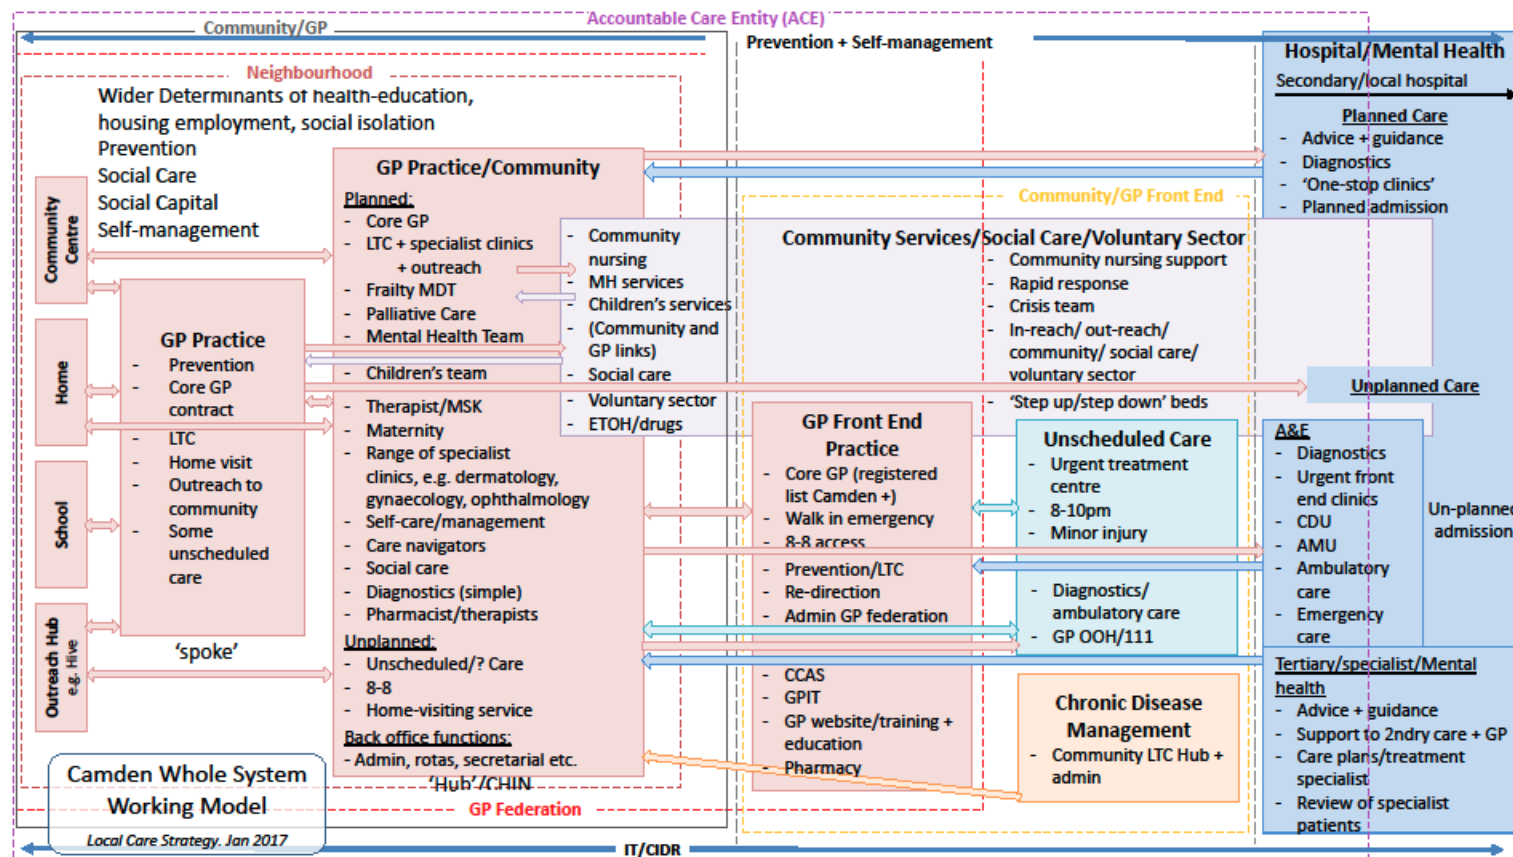 Accountable Care Entity (ACE)
Community/GP
Prevention + Self-management
Hospital/Mental Health
Secondary/local hospital
Planned Care
- Advice + guidance
- Diagnostics
- ‘One-stop clinics’
- Planned admission
Neighbourhood
Wider Determinants of health-education,
housing employment, social isolation
Prevention
Social Care
Social Capital
Self-management
Community
Centre
Home
School
Outreach Hub
e.g. Hive
GP Practice
- Prevention
- Core GP
contract
- LTC
- Home visit
- Outreach to
community
- Some
unscheduled
care
‘spoke’
GP Practice/Community
Planned:
- Core GP
- LTC + specialist clinics
+ outreach
- Frailty MDT
- Palliative Care
- Mental Health Team
- Children’s team
- Therapist/MSK
- Maternity
- Range of specialist
clinics, e.g. dermatology,
gynaecology, ophthalmology
- Self-care/management
- Care navigators
- Social care
- Diagnostics (simple)
- Pharmacist/therapists
Unplanned:
- Unscheduled/? Care
- 8-8
- Home-visiting service
Back office functions:
- Admin, rotas, secretarial etc.
‘Hub’/CHIN
GP Federation
Community/GP Front End
Community Services/Social Care/Voluntary Sector
- Community
nursing
- MH services
- Children’s services
- (Community and
GP links)
- Social care
- Voluntary sector
- ETOH/drugs
- Community nursing support
- Rapid response
- Crisis team
- In-reach/ out-reach/
community/ social care/
voluntary sector
- ‘Step up/step down’ beds
Unplanned Care
GP Front End
Practice
- Core GP (registered
list Camden +)
- Walk in emergency
- 8-8 access
- Prevention/LTC
- Re-direction
- Admin GP federation
- CCAS
- GPIT
- GP website/training +
education
- Pharmacy
Unscheduled Care
- Urgent treatment
centre
- 8-10pm
- Minor injury
- Diagnostics/
ambulatory care
- GP OOH/111
Chronic Disease
Management
- Community LTC Hub +
admin
A&E
- Diagnostics
- Urgent front
end clinics
- CDU
- AMU
- Ambulatory
care
- Emergency
care
Un-planned
admission
Tertiary/specialist/Mental
health
- Advice + guidance
- Support to 2ndry care + GP
- Care plans/treatment
specialist
- Review of specialist
patients
Camden Whole System
Working Model
Local Care Strategy. Jan 2017
IT/CIDR